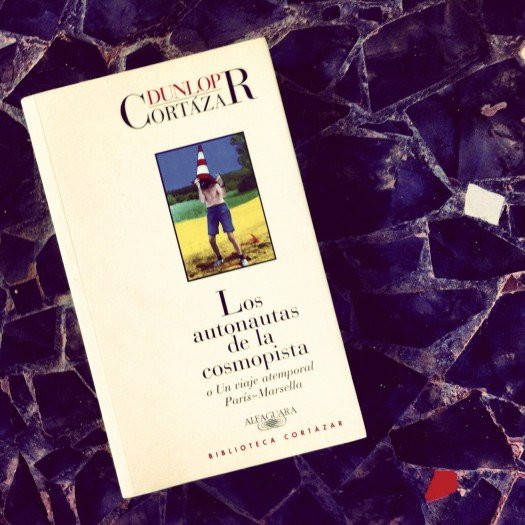 DUNLOP
CORTÁZAR
Los
autonautas
de la
cosmopista
o Un viaje atemporal
París-Marsella
ALFAGUARA
BIBLIOTECA CORTÁZAR